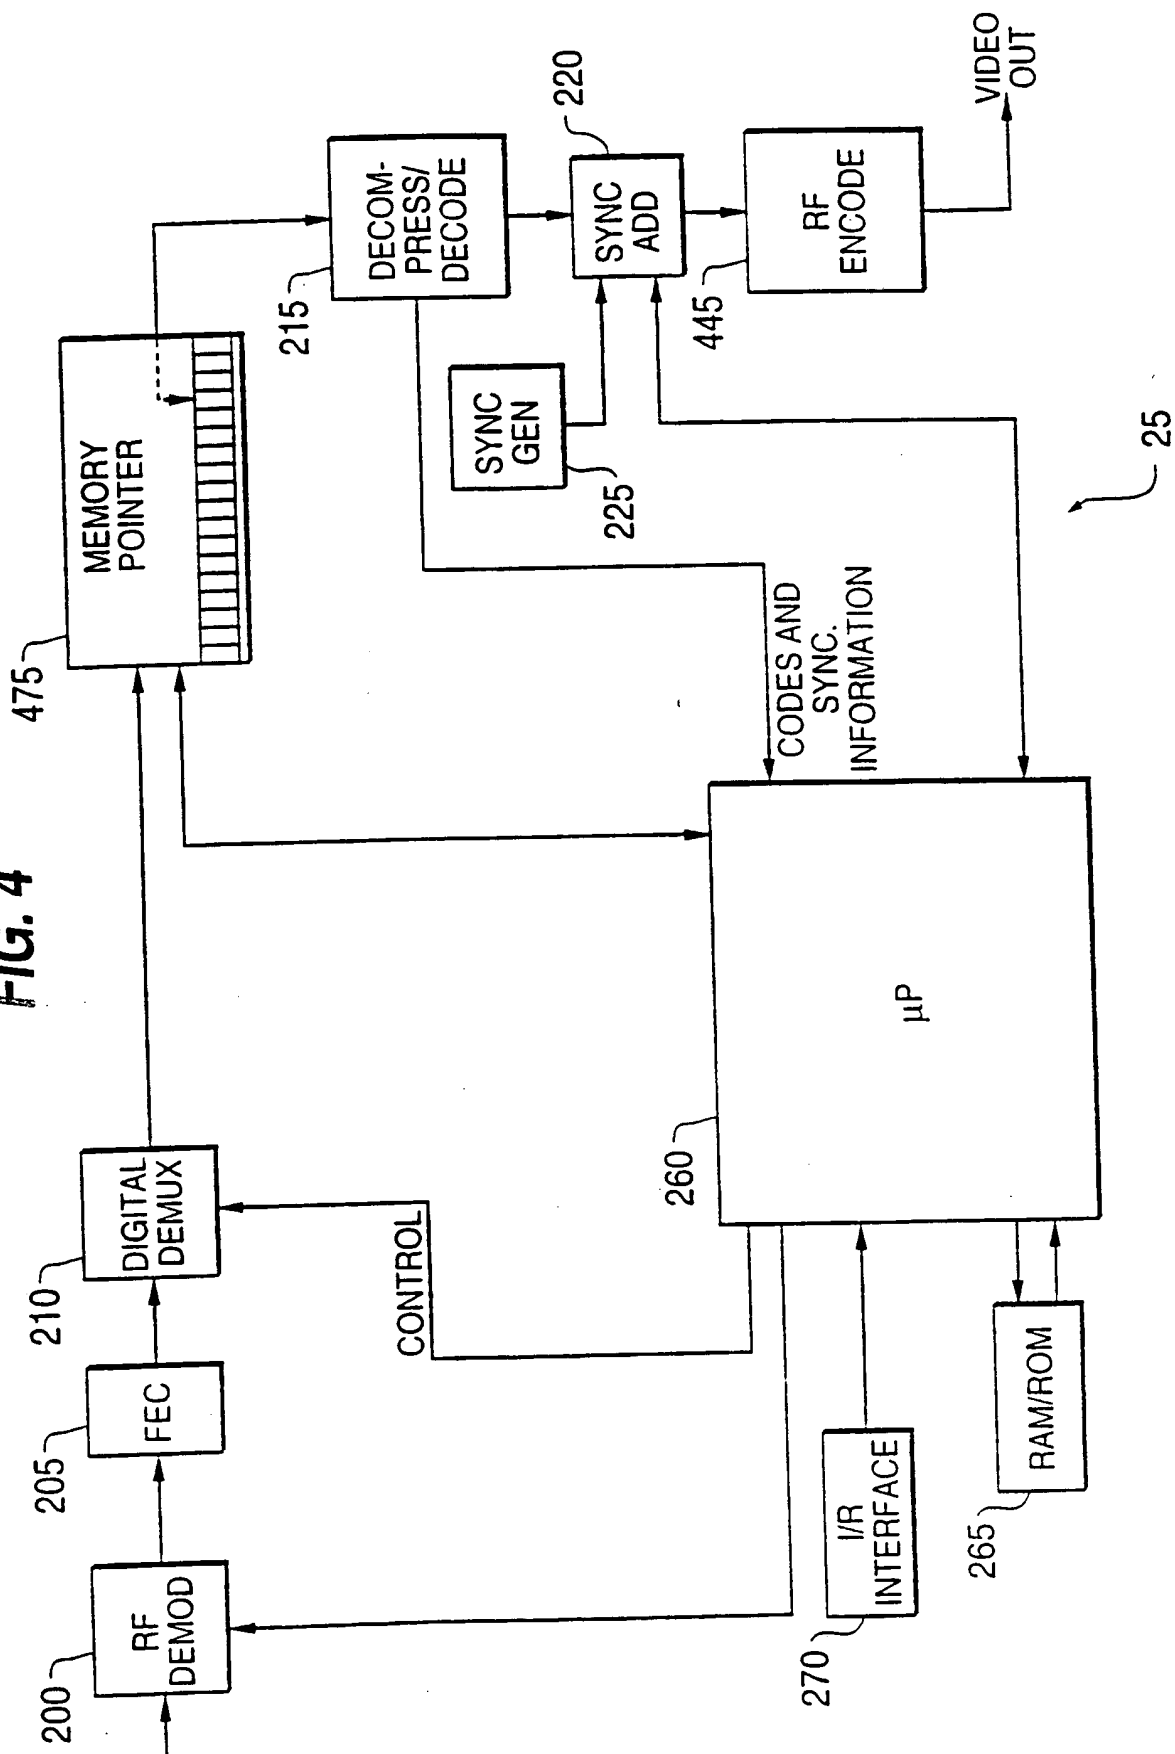 FIG. 4
475
MEMORY
POINTER
210
DIGITAL
DEMUX
205
FEC
200
RF
DEMOD
215
DECOM-
PRESS/
DECODE
220
SYNC
ADD
SYNC
GEN
225
445
RF
ENCODE
VIDEO
OUT
CONTROL
CODES AND
SYNC.
INFORMATION
260
µP
270
I/R
INTERFACE
265
RAM/ROM
25